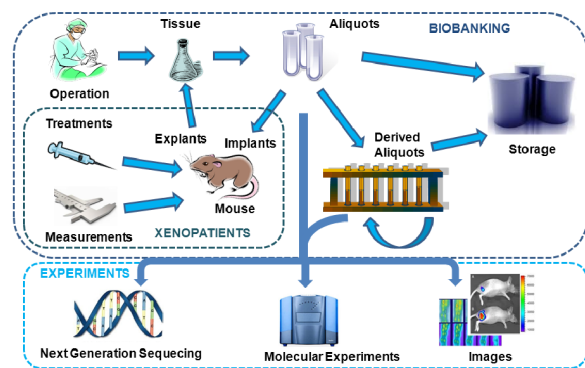 Tissue
Aliquots
BIOBANKING
Operation
Treatments
Explants
Implants
Derived
Aliquots
Storage
Mouse
Measurements
XENOPATIENTS
EXPERIMENTS
Next Generation Sequecing
Molecular Experiments
Images